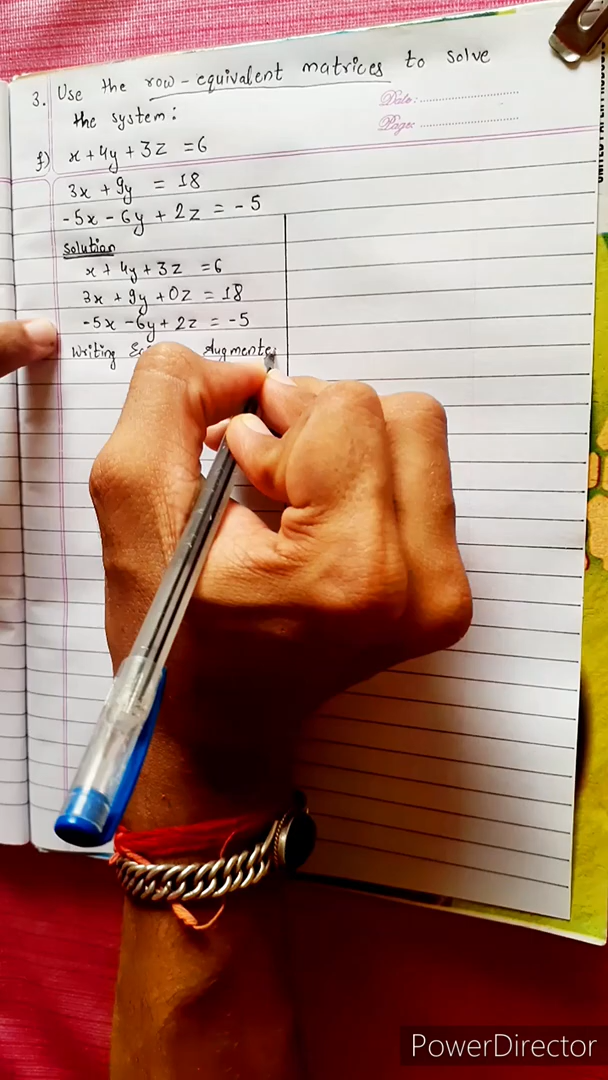 3. Use the row-equivalent matrices to solve
the system:
Date:
Page:
f) x + 4y + 3z = 6
3x + 9y = 18
-5x - 6y + 2z = -5
Solution
x + 4y + 3z = 6
3x + 9y + 0z = 18
-5x - 6y + 2z = -5
Writing Augmente
PowerDirector